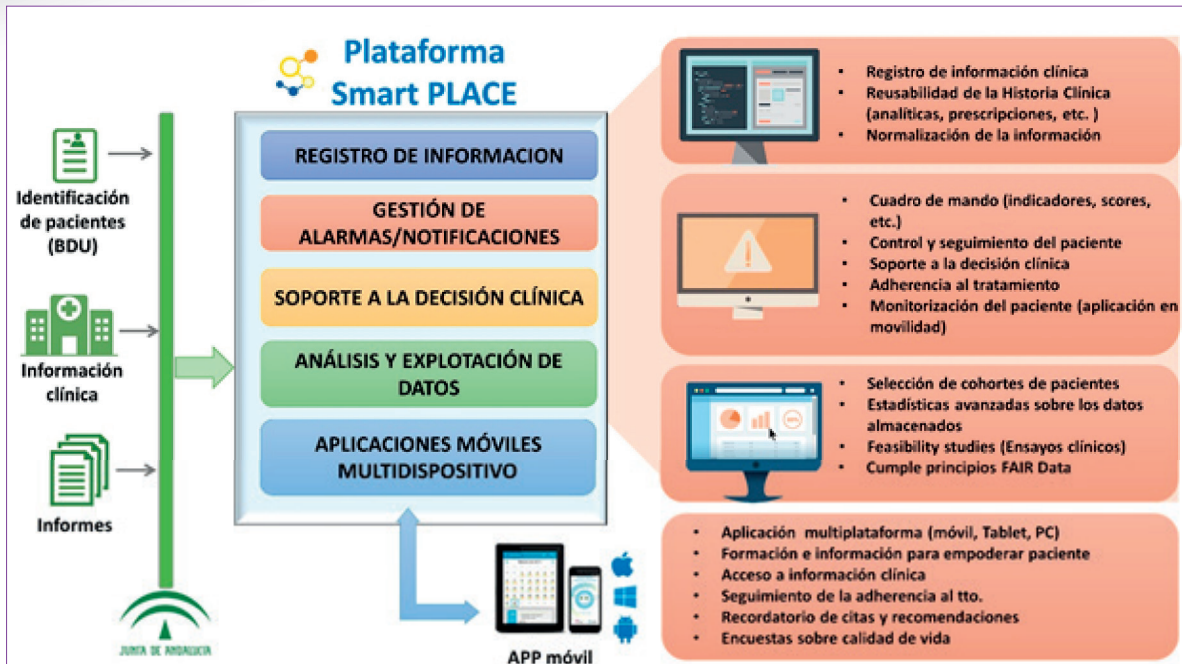 Plataforma
Smart PLACE
Identificación
de pacientes
(BDU)
Información
clínica
Informes
JUNTA DE ANDALUCIA
REGISTRO DE INFORMACION
GESTIÓN DE
ALARMAS/NOTIFICACIONES
SOPORTE A LA DECISIÓN CLÍNICA
ANÁLISIS Y EXPLOTACIÓN DE
DATOS
APLICACIONES MÓVILES
MULTIDISPOSITIVO
APP móvil
• Registro de información clínica
• Reusabilidad de la Historia Clínica
(analíticas, prescripciones, etc. )
• Normalización de la información
• Cuadro de mando (indicadores, scores,
etc.)
• Control y seguimiento del paciente
• Soporte a la decisión clínica
• Adherencia al tratamiento
• Monitorización del paciente (aplicación en
movilidad)
• Selección de cohortes de pacientes
• Estadísticas avanzadas sobre los datos
almacenados
• Feasibility studies (Ensayos clínicos)
• Cumple principios FAIR Data
• Aplicación multiplataforma (móvil, Tablet, PC)
• Formación e información para empoderar paciente
• Acceso a información clínica
• Seguimiento de la adherencia al tto.
• Recordatorio de citas y recomendaciones
• Encuestas sobre calidad de vida